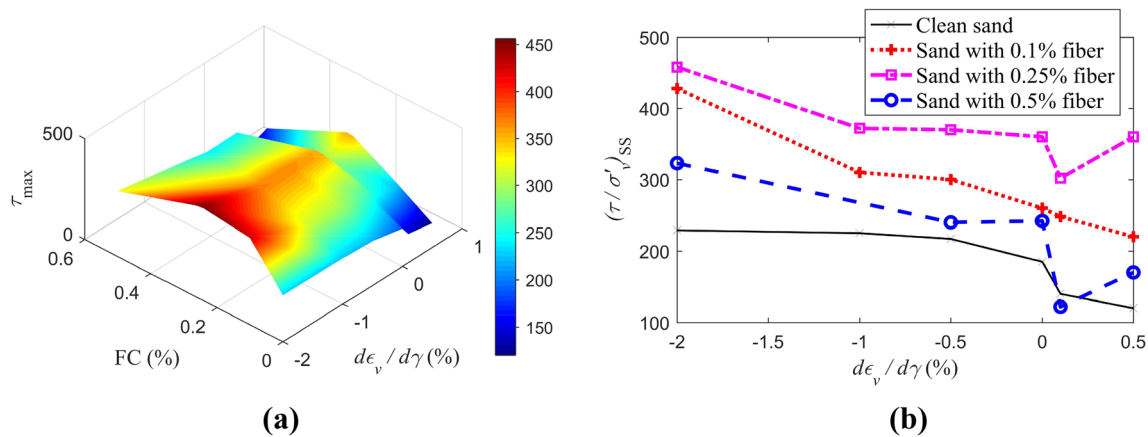 500
0
τmax
0.6
0.4
0.2
0
FC (%)
-2
-1
0
1
dϵv / dγ (%)
450
400
350
300
250
200
150
(a)
Clean sand
Sand with 0.1% fiber
Sand with 0.25% fiber
Sand with 0.5% fiber
500
400
300
200
100
(τ / σ′v)SS
-2 -1.5 -1 -0.5 0 0.5
dϵv / dγ (%)
(b)